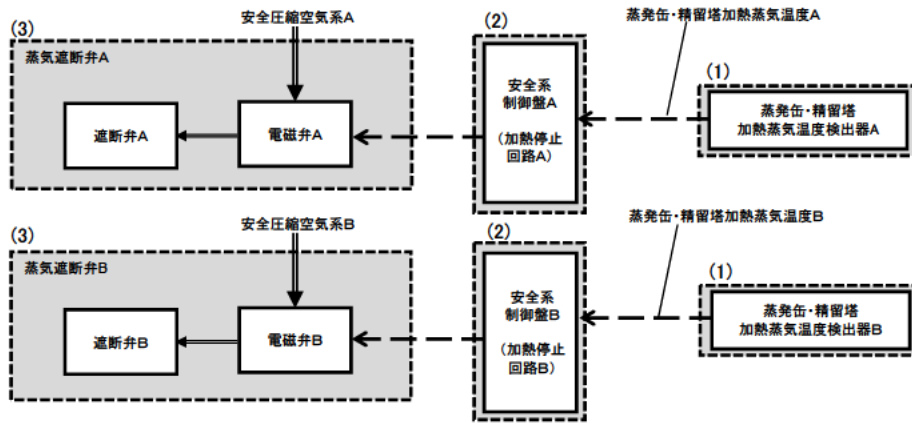 安全圧縮空気系A
蒸発缶・精留塔加熱蒸気温度A
(3)
(2)
蒸気遮断弁A
(1)
安全系
制御盤A
(加熱停止
回路A)
蒸発缶・精留塔
加熱蒸気温度検出器A
遮断弁A
電磁弁A
安全圧縮空気系B
蒸発缶・精留塔加熱蒸気温度B
(3)
(2)
蒸気遮断弁B
(1)
安全系
制御盤B
(加熱停止
回路B)
蒸発缶・精留塔
加熱蒸気温度検出器B
遮断弁B
電磁弁B